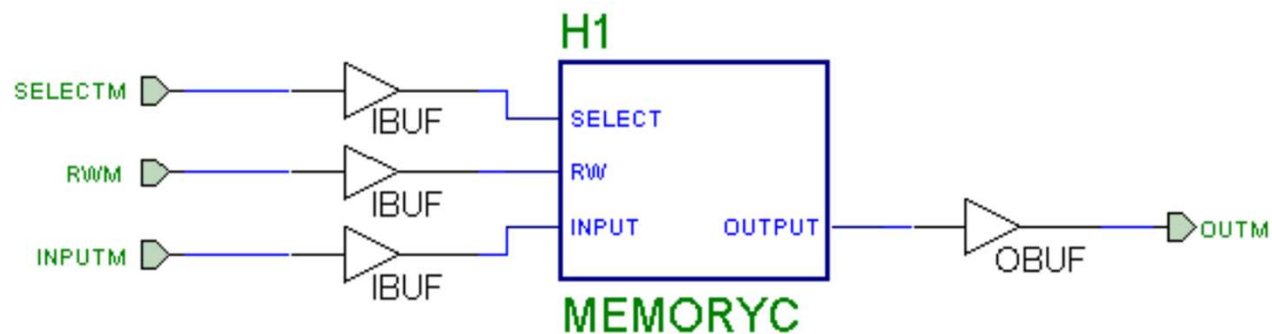 H1
SELECTM
IBUF
SELECT
RWM
IBUF
RW
INPUTM
IBUF
INPUT
OUTPUT
OBUF
OUTM
MEMORYC